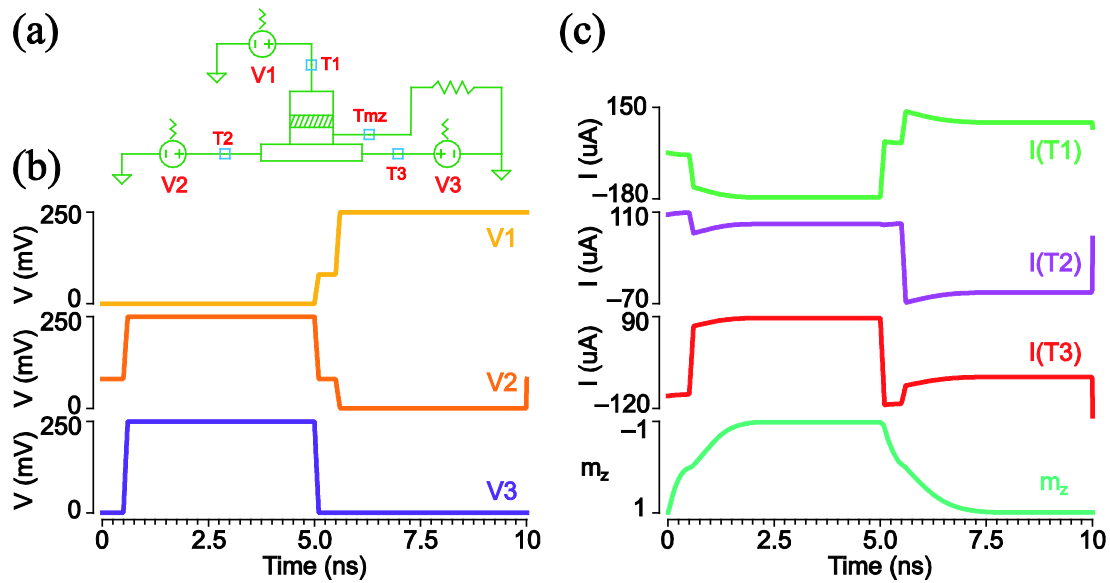 (a)
V1
T1
Tmz
T2
V2
T3
V3
(b)
250
V (mV)
0
V1
250
V (mV)
0
V2
250
V (mV)
0
V3
0 2.5 5.0 7.5 10
Time (ns)
(c)
150
I (uA)
−180
I(T1)
110
I (uA)
−70
I(T2)
90
I (uA)
−120
I(T3)
−1
mz
1
mz
0 2.5 5.0 7.5 10
Time (ns)